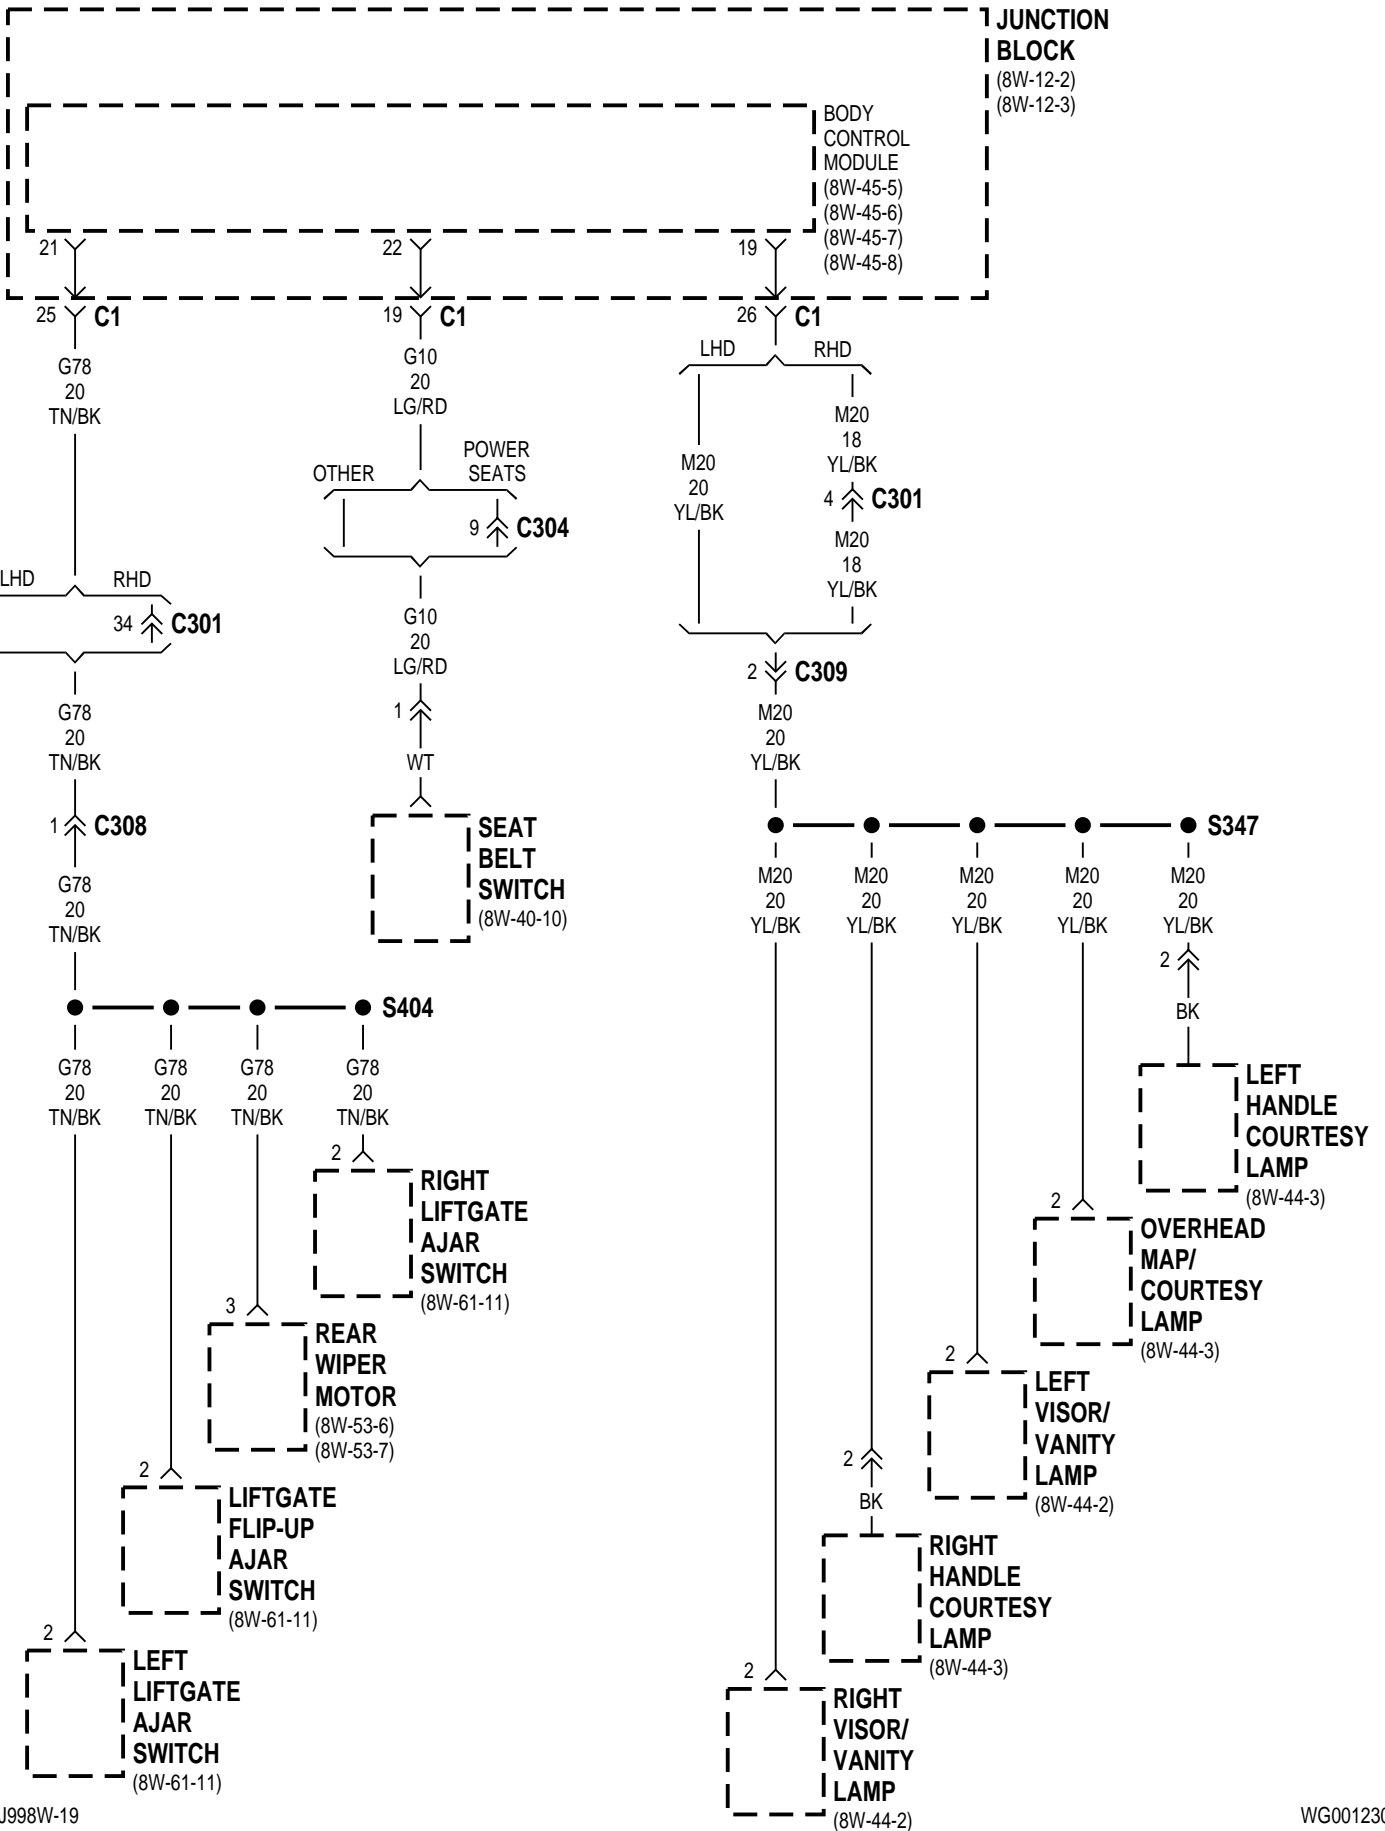 JUNCTION
BLOCK
(8W-12-2)
(8W-12-3)
BODY
CONTROL
MODULE
(8W-45-5)
(8W-45-6)
(8W-45-7)
(8W-45-8)
21
22
19
25 C1
19 C1
26 C1
G78
20
TN/BK
G10
20
LG/RD
LHD RHD
M20
20
YL/BK
M20
18
YL/BK
4 C301
M20
18
YL/BK
OTHER
POWER
SEATS
9 C304
LHD RHD
34 C301
G10
20
LG/RD
1
WT
2 C309
G78
20
TN/BK
M20
20
YL/BK
1 C308
G78
20
TN/BK
SEAT
BELT
SWITCH
(8W-40-10)
S347
M20
20
YL/BK
M20
20
YL/BK
M20
20
YL/BK
M20
20
YL/BK
M20
20
YL/BK
2
BK
S404
G78
20
TN/BK
G78
20
TN/BK
G78
20
TN/BK
G78
20
TN/BK
LEFT
HANDLE
COURTESY
LAMP
(8W-44-3)
2
RIGHT
LIFTGATE
AJAR
SWITCH
(8W-61-11)
2
OVERHEAD
MAP/
COURTESY
LAMP
(8W-44-3)
3
REAR
WIPER
MOTOR
(8W-53-6)
(8W-53-7)
2
LEFT
VISOR/
VANITY
LAMP
(8W-44-2)
2
LIFTGATE
FLIP-UP
AJAR
SWITCH
(8W-61-11)
2
BK
RIGHT
HANDLE
COURTESY
LAMP
(8W-44-3)
2
LEFT
LIFTGATE
AJAR
SWITCH
(8W-61-11)
2
RIGHT
VISOR/
VANITY
LAMP
(8W-44-2)
J998W-19
WG001230